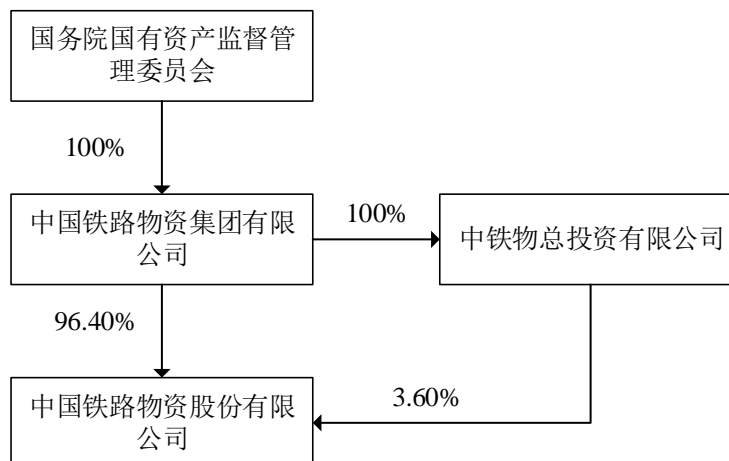 国务院国有资产监督管
理委员会
100%
中国铁路物资集团有限
公司
100%
中铁物总投资有限公司
96.40%
中国铁路物资股份有限
公司
3.60%